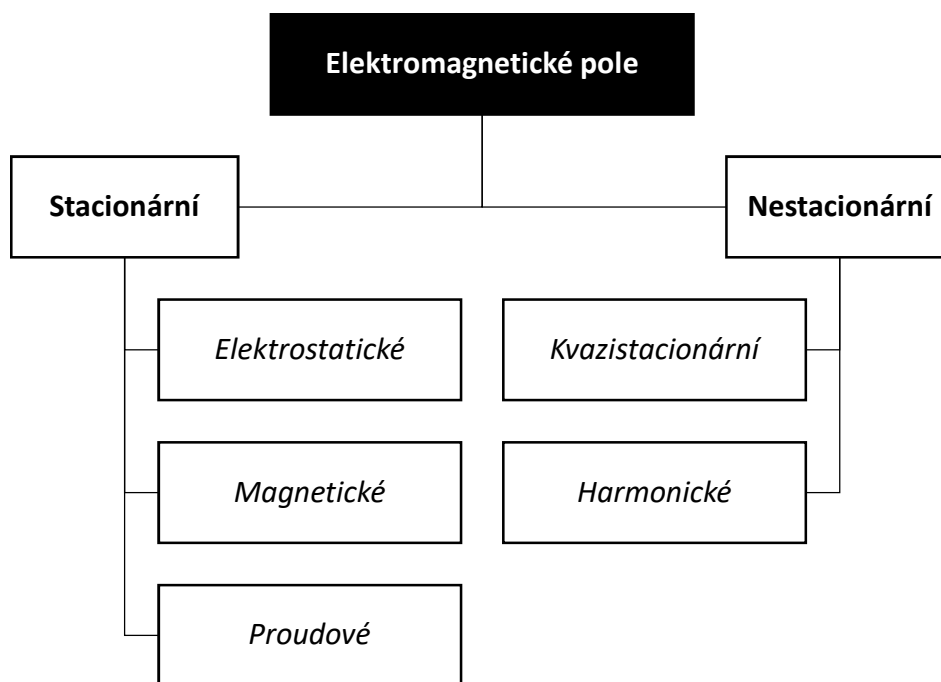 Elektromagnetické pole
Stacionární
Nestacionární
Elektrostatické
Kvazistacionární
Magnetické
Harmonické
Proudové